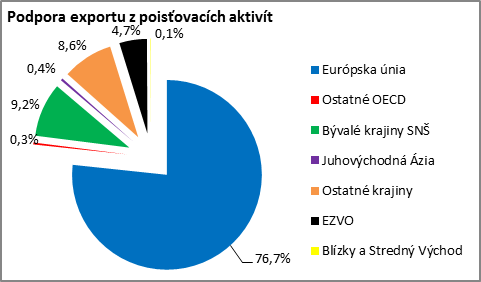 Podpora exportu z poisťovacích aktivít
4,7%
0,1%
8,6%
0,4%
9,2%
0,3%
76,7%
Európska únia
Ostatné OECD
Bývalé krajiny SNŠ
Juhovýchodná Ázia
Ostatné krajiny
EZVO
Blízky a Stredný Východ